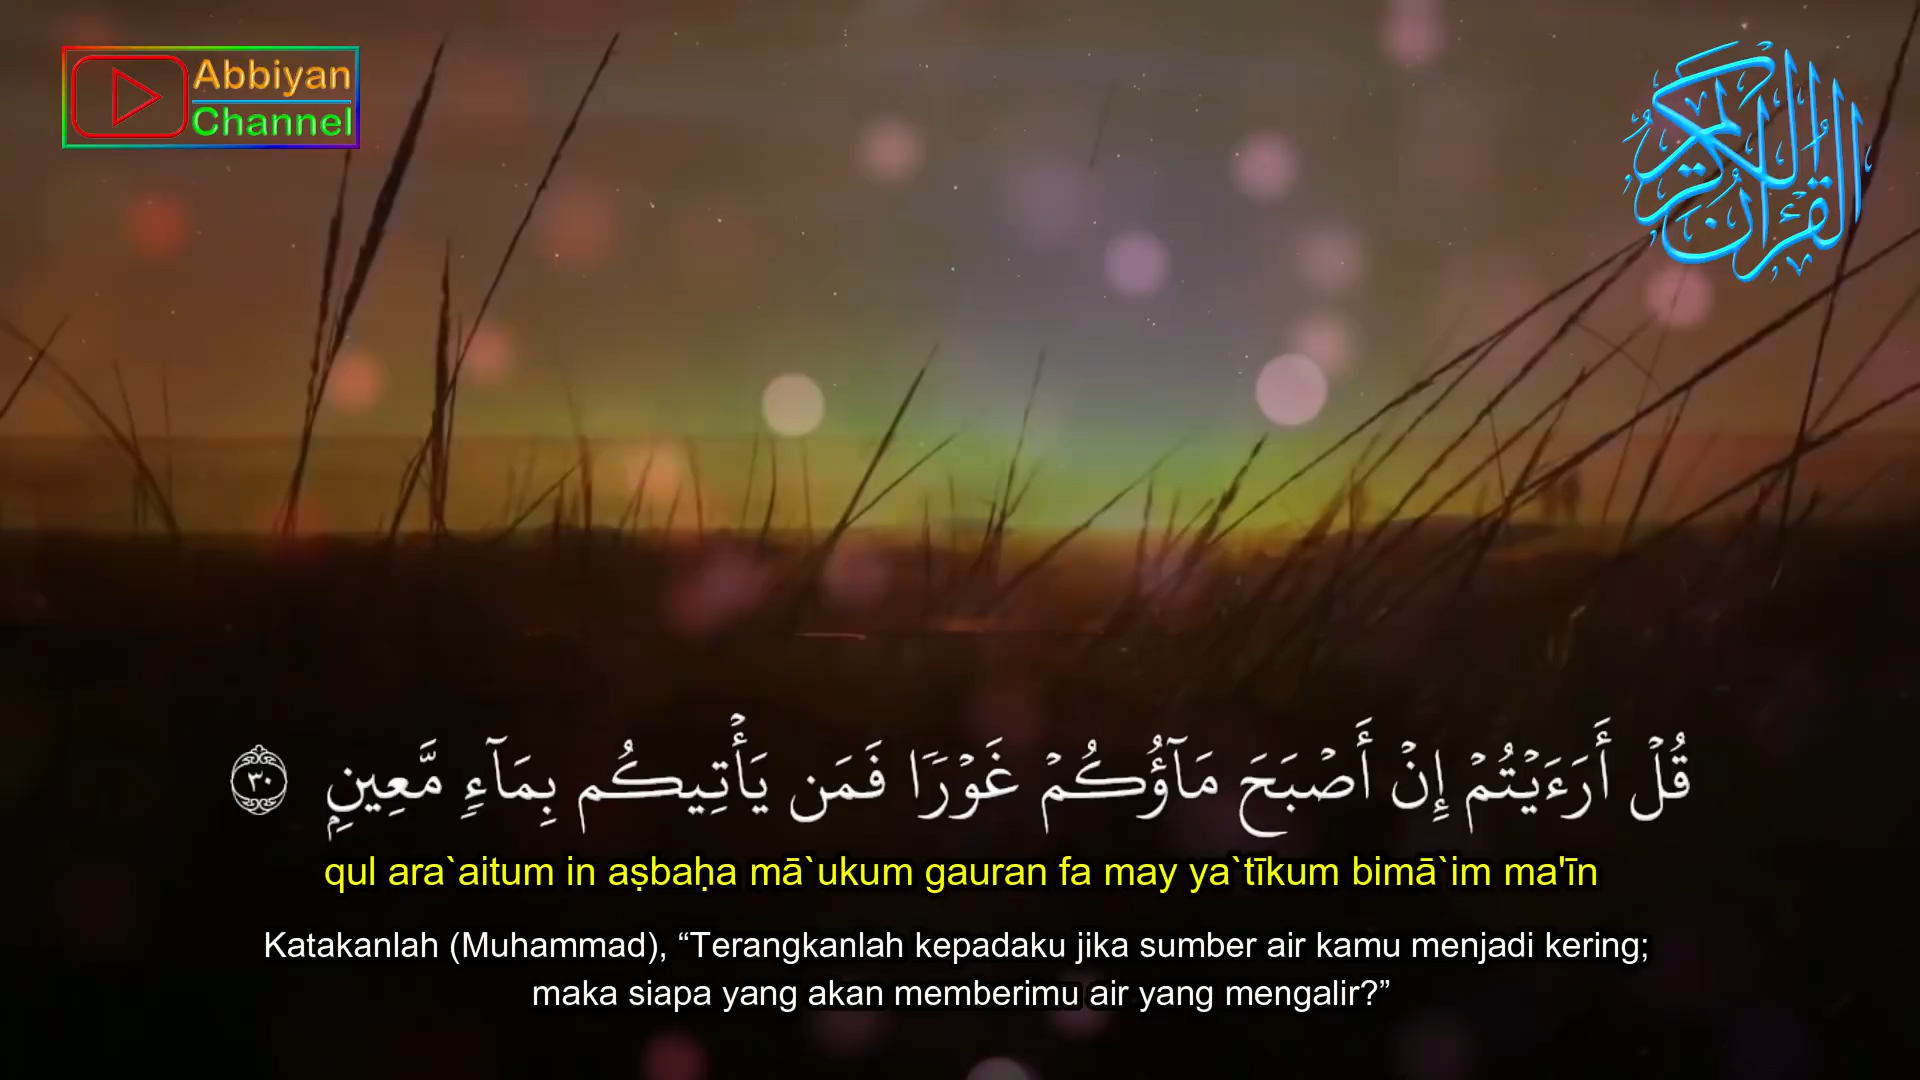 Abbiyan
Channel
القرآن الكريم
قُلْ أَرَءَيْتُمْ إِنْ أَصْبَحَ مَآؤُكُمْ غَوْرًا فَمَن يَأْتِيكُم بِمَآءٍ مَّعِينٍۭ ٣٠
qul ara`aitum in aṣbaḥa mā`ukum gauran fa may ya`tīkum bimā`im ma'īn
Katakanlah (Muhammad), “Terangkanlah kepadaku jika sumber air kamu menjadi kering;
maka siapa yang akan memberimu air yang mengalir?”